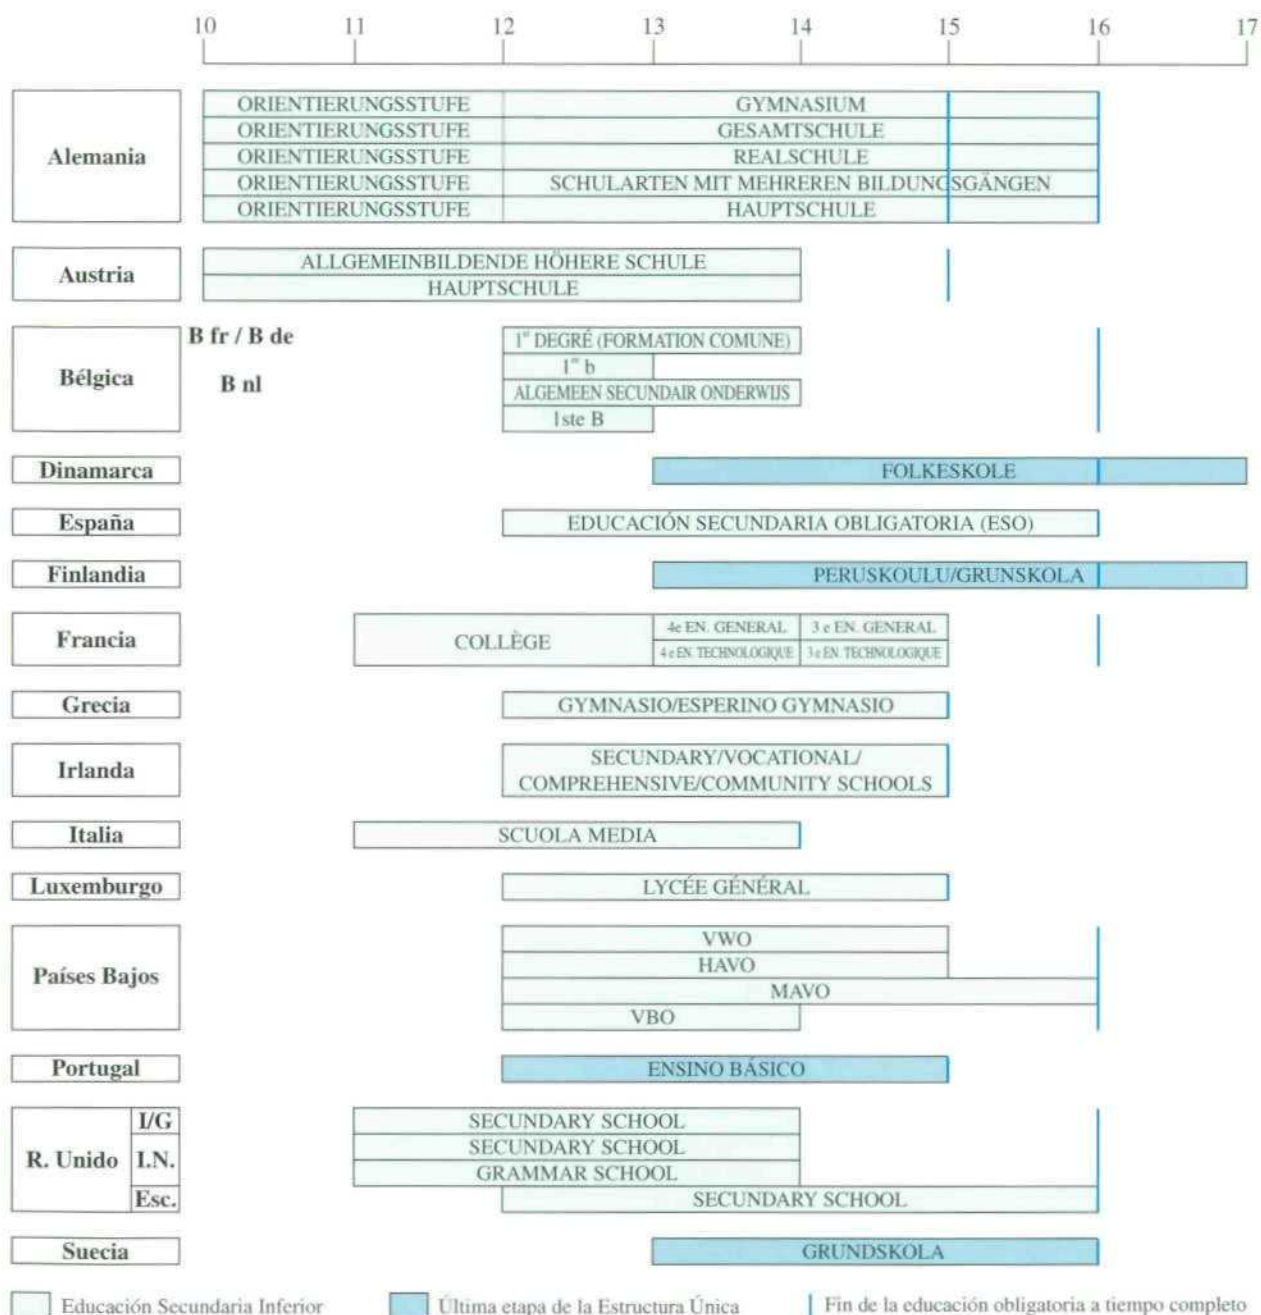 10 11 12 13 14 15 16 17
Alemania
ORIENTIERUNGSSTUFE GYMNASIUM
ORIENTIERUNGSSTUFE GESAMTSCHULE
ORIENTIERUNGSSTUFE REALSCHULE
ORIENTIERUNGSSTUFE SCHULARTEN MIT MEHREREN BILDUNGSGÄNGEN
ORIENTIERUNGSSTUFE HAUPTSCHULE
Austria
ALLGEMEINBILDENDE HÖHERE SCHULE
HAUPTSCHULE
Bélgica
B fr / B de
1er DEGRÉ (FORMATION COMUNE)
1re b
B nl
ALGEMEEN SECUNDAIR ONDERWIJS
1ste B
Dinamarca FOLKESKOLE
España EDUCACIÓN SECUNDARIA OBLIGATORIA (ESO)
Finlandia PERUSKOULU/GRUNSKOLA
Francia COLLÈGE
4e EN. GENERAL 3 e EN. GENERAL
4 e EN. TECHNOLOGIQUE 3 e EN. TECHNOLOGIQUE
Grecia GYMNASIO/ESPERINO GYMNASIO
Irlanda
SECUNDARY/VOCATIONAL/
COMPREHENSIVE/COMMUNITY SCHOOLS
Italia SCUOLA MEDIA
Luxemburgo LYCÉE GÉNÉRAL
Países Bajos
VWO
HAVO
MAVO
VBO
Portugal ENSINO BÁSICO
R. Unido
I/G SECUNDARY SCHOOL
I.N. SECUNDARY SCHOOL
GRAMMAR SCHOOL
Esc. SECUNDARY SCHOOL
Suecia GRUNDSKOLA
Educación Secundaria Inferior Última etapa de la Estructura Única Fin de la educación obligatoria a tiempo completo